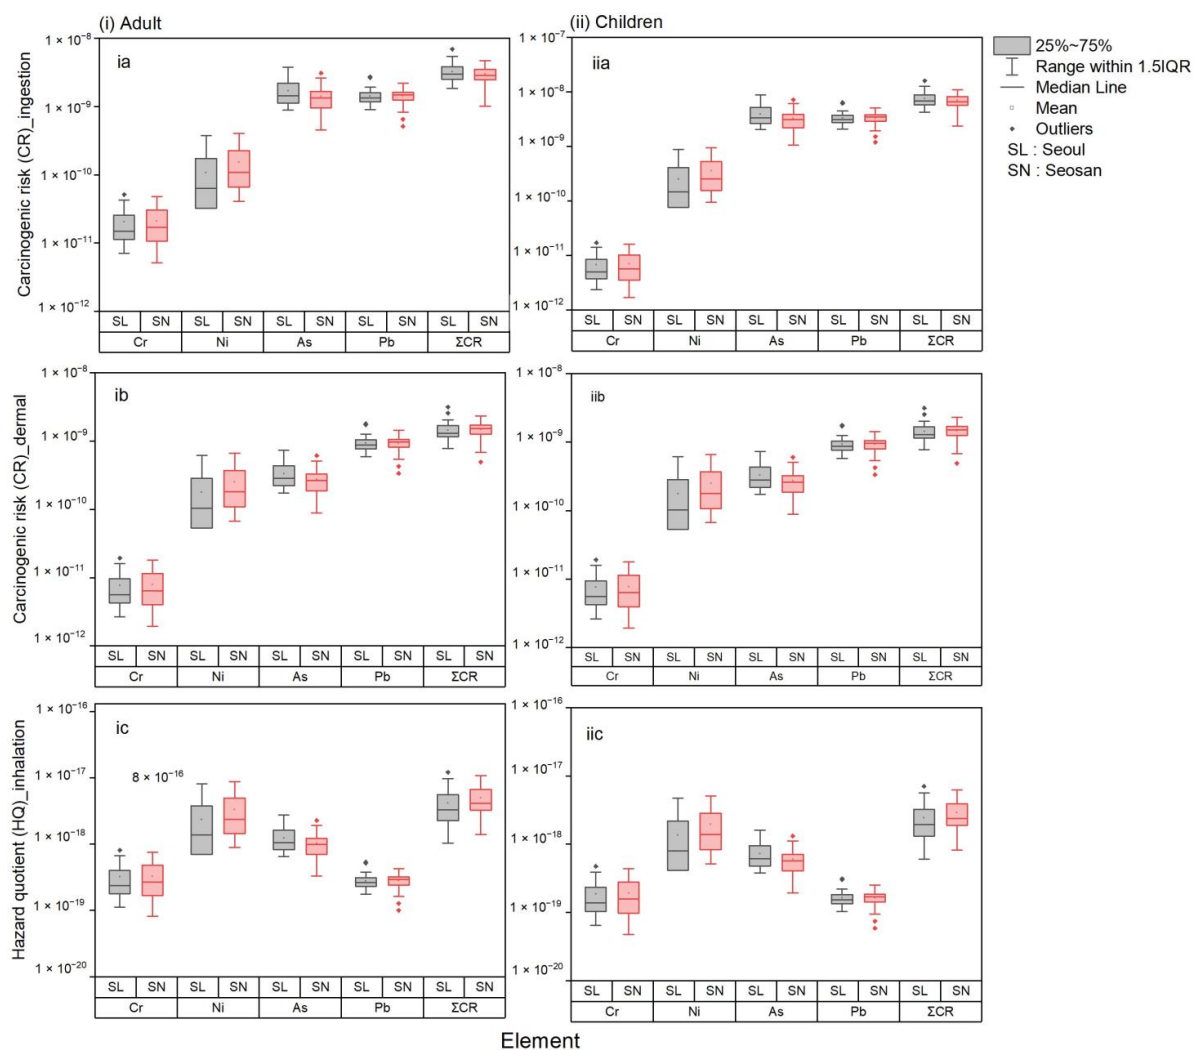 (i) Adult
(ii) Children
Carcinogenic risk (CR)_ingestion
ia
1 × 10⁻⁸
1 × 10⁻⁹
1 × 10⁻¹⁰
1 × 10⁻¹¹
1 × 10⁻¹²
SL SN SL SN SL SN SL SN SL SN
Cr Ni As Pb ΣCR
iia
1 × 10⁻⁷
1 × 10⁻⁸
1 × 10⁻⁹
1 × 10⁻¹⁰
1 × 10⁻¹¹
1 × 10⁻¹²
SL SN SL SN SL SN SL SN SL SN
Cr Ni As Pb ΣCR
25%~75%
Range within 1.5IQR
Median Line
Mean
Outliers
SL : Seoul
SN : Seosan
Carcinogenic risk (CR)_dermal
ib
1 × 10⁻⁸
1 × 10⁻⁹
1 × 10⁻¹⁰
1 × 10⁻¹¹
1 × 10⁻¹²
SL SN SL SN SL SN SL SN SL SN
Cr Ni As Pb ΣCR
iib
1 × 10⁻⁸
1 × 10⁻⁹
1 × 10⁻¹⁰
1 × 10⁻¹¹
1 × 10⁻¹²
SL SN SL SN SL SN SL SN SL SN
Cr Ni As Pb ΣCR
Hazard quotient (HQ)_inhalation
ic
1 × 10⁻¹⁶
1 × 10⁻¹⁷
8 × 10⁻¹⁶
1 × 10⁻¹⁸
1 × 10⁻¹⁹
1 × 10⁻²⁰
SL SN SL SN SL SN SL SN SL SN
Cr Ni As Pb ΣCR
iic
1 × 10⁻¹⁶
1 × 10⁻¹⁷
1 × 10⁻¹⁸
1 × 10⁻¹⁹
1 × 10⁻²⁰
SL SN SL SN SL SN SL SN SL SN
Cr Ni As Pb ΣCR
Element